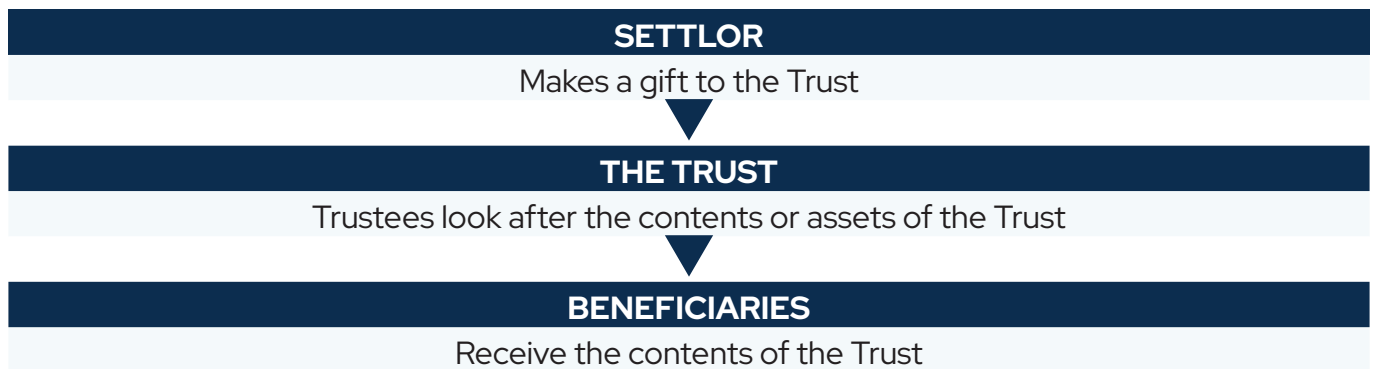 SETTLOR
Makes a gift to the Trust
THE TRUST
Trustees look after the contents or assets of the Trust
BENEFICIARIES
Receive the contents of the Trust